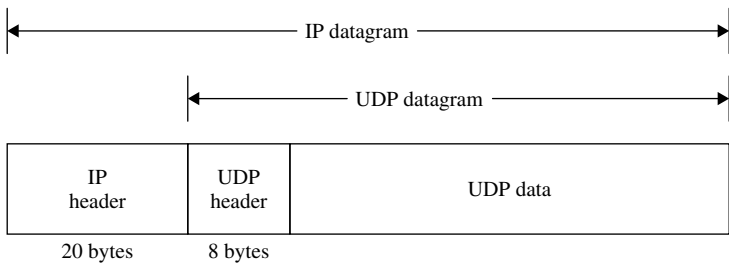 IP datagram
UDP datagram
IP
header
UDP
header
UDP data
20 bytes
8 bytes